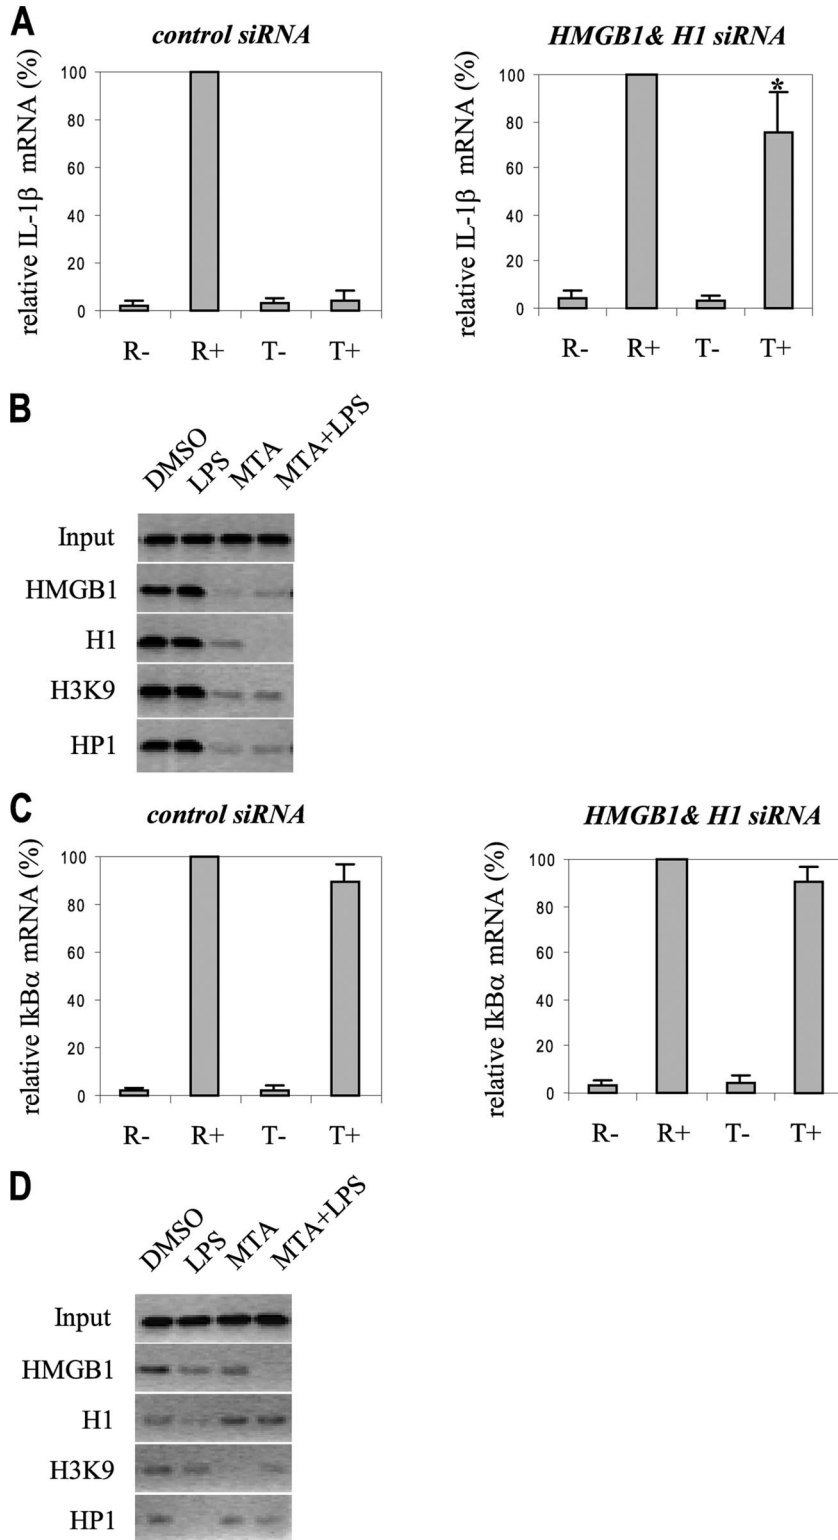 A
control siRNA
HMGB1& H1 siRNA
relative IL-1β mRNA (%)
100
80
60
40
20
0
R- R+ T- T+
relative IL-1β mRNA (%)
100
80
60
40
20
0
*
R- R+ T- T+
B
DMSO LPS MTA MTA+LPS
Input
HMGB1
H1
H3K9
HP1
C
control siRNA
HMGB1& H1 siRNA
relative IkBα mRNA (%)
100
80
60
40
20
0
R- R+ T- T+
relative IkBα mRNA (%)
100
80
60
40
20
0
R- R+ T- T+
D
DMSO LPS MTA MTA+LPS
Input
HMGB1
H1
H3K9
HP1